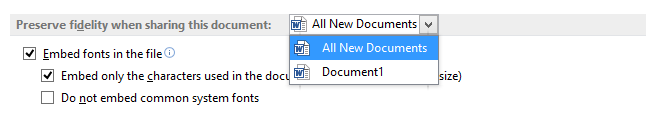 Preserve fidelity when sharing this document: All New Documents
All New Documents
Embed fonts in the file
Document1
Embed only the characters used in the docu size)
Do not embed common system fonts